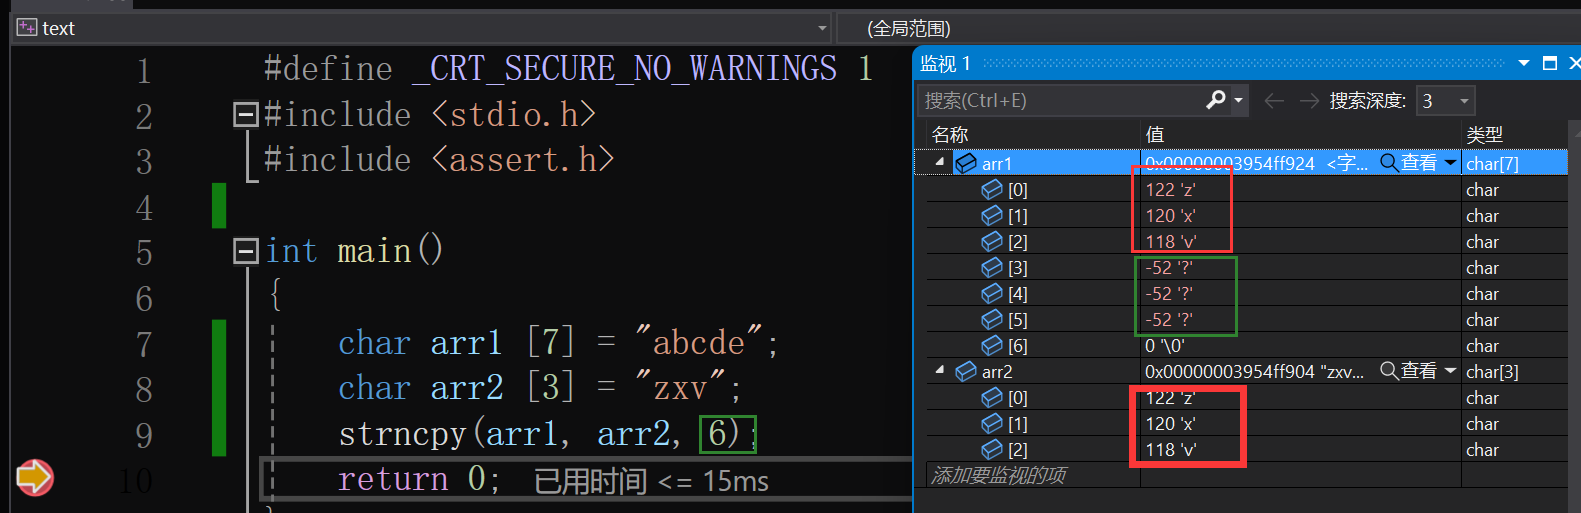 text
(全局范围)
1 #define _CRT_SECURE_NO_WARNINGS 1
2 #include <stdio.h>
3 #include <assert.h>
4
5 int main()
6 {
7 char arr1 [7] = "abcde";
8 char arr2 [3] = "zxv";
9 strncpy(arr1, arr2, 6);
10 return 0; 已用时间 <= 15ms
}
监视 1
搜索(Ctrl+E) 搜索深度: 3
名称 值 类型
arr1 0x00000003954ff924 <字... 查看 char[7]
[0] 122 'z' char
[1] 120 'x' char
[2] 118 'v' char
[3] -52 '?' char
[4] -52 '?' char
[5] -52 '?' char
[6] 0 '\0' char
arr2 0x00000003954ff904 "zxv... 查看 char[3]
[0] 122 'z' char
[1] 120 'x' char
[2] 118 'v' char
添加要监视的项